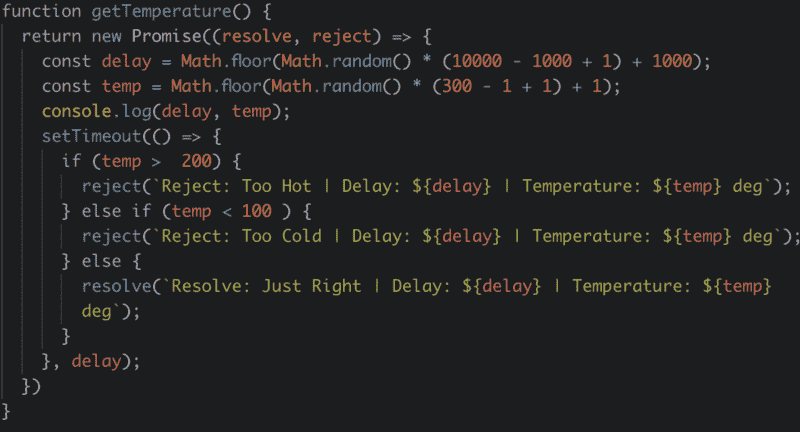 function getTemperature() {
  return new Promise((resolve, reject) => {
    const delay = Math.floor(Math.random() * (10000 - 1000 + 1) + 1000);
    const temp = Math.floor(Math.random() * (300 - 1 + 1) + 1);
    console.log(delay, temp);
    setTimeout(() => {
      if (temp >  200) {
        reject(`Reject: Too Hot | Delay: ${delay} | Temperature: ${temp} deg`);
      } else if (temp < 100 ) {
        reject(`Reject: Too Cold | Delay: ${delay} | Temperature: ${temp} deg`);
      } else {
        resolve(`Resolve: Just Right | Delay: ${delay} | Temperature: ${temp}
        deg`);
      }
    }, delay);
  })
}